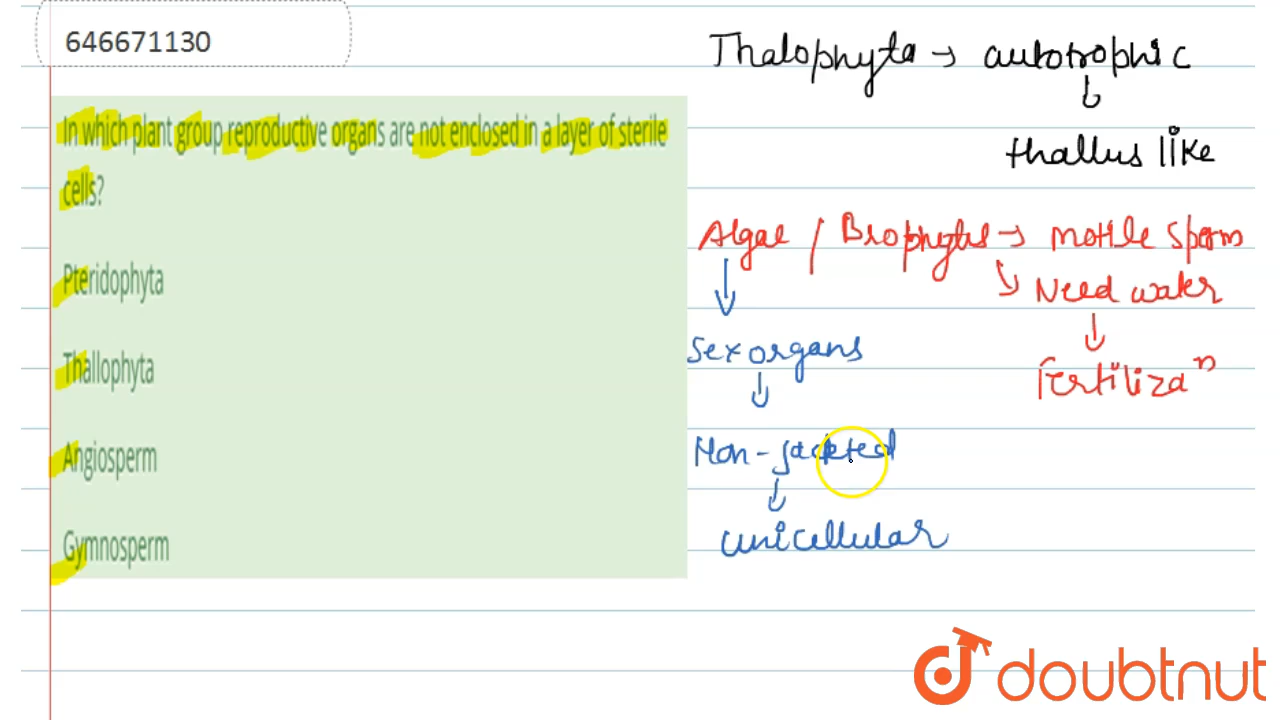 646671130
In which plant group reproductive organs are not enclosed in a layer of sterile
cells?
Pteridophyta
Thallophyta
Angiosperm
Gymnosperm
Thalophyta → autotrophic
↓
thallus like
Algae / Brophytes → motile sperm
→ Need water
↓
Fertilizaⁿ
↓
Sex organs
↓
Non-jacketed
↓
unicellular
doubtnut